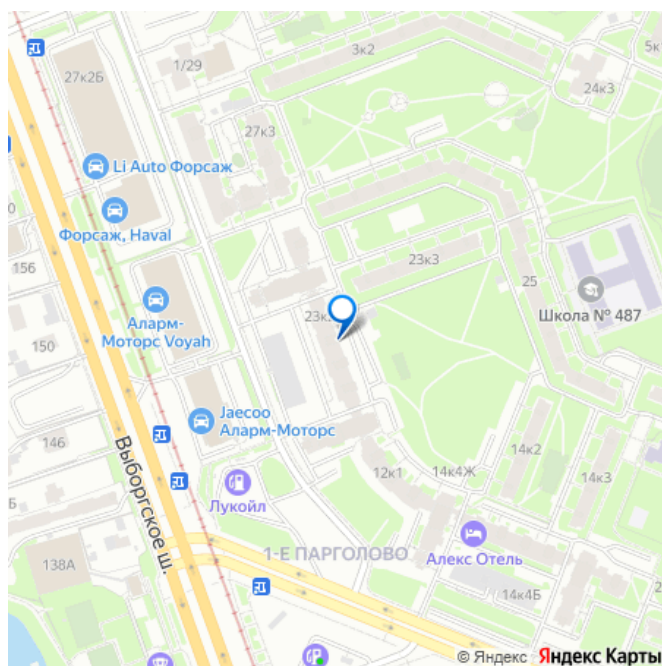 3к2
5к
27к2Б
1/29
24к3
27к3
Li Auto Форсаж
Форсаж, Haval
0
156
23к3
25
Школа № 487
23к
Аларм-
Моторс Voyah
150
Jaecoo
Аларм-Моторс
146
Выборгское ш.
14к2
12к1
14к4Ж
14к3
Б
Лукойл
1-Е ПАРГОЛОВО
Алекс Отель
138А
14к4Б
© Яндекс Яндекс Карты